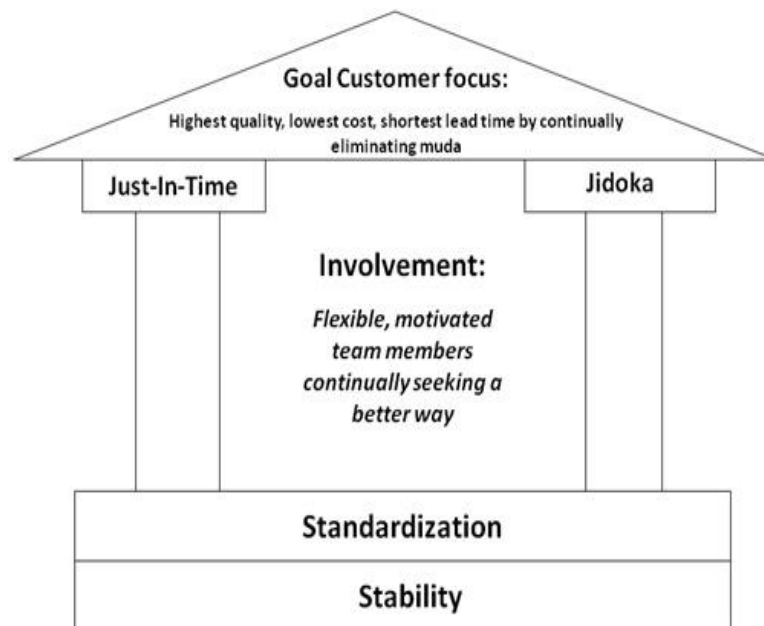 Goal Customer focus:
Highest quality, lowest cost, shortest lead time by continually
eliminating muda
Just-In-Time
Jidoka
Involvement:
Flexible, motivated
team members
continually seeking a
better way
Standardization
Stability